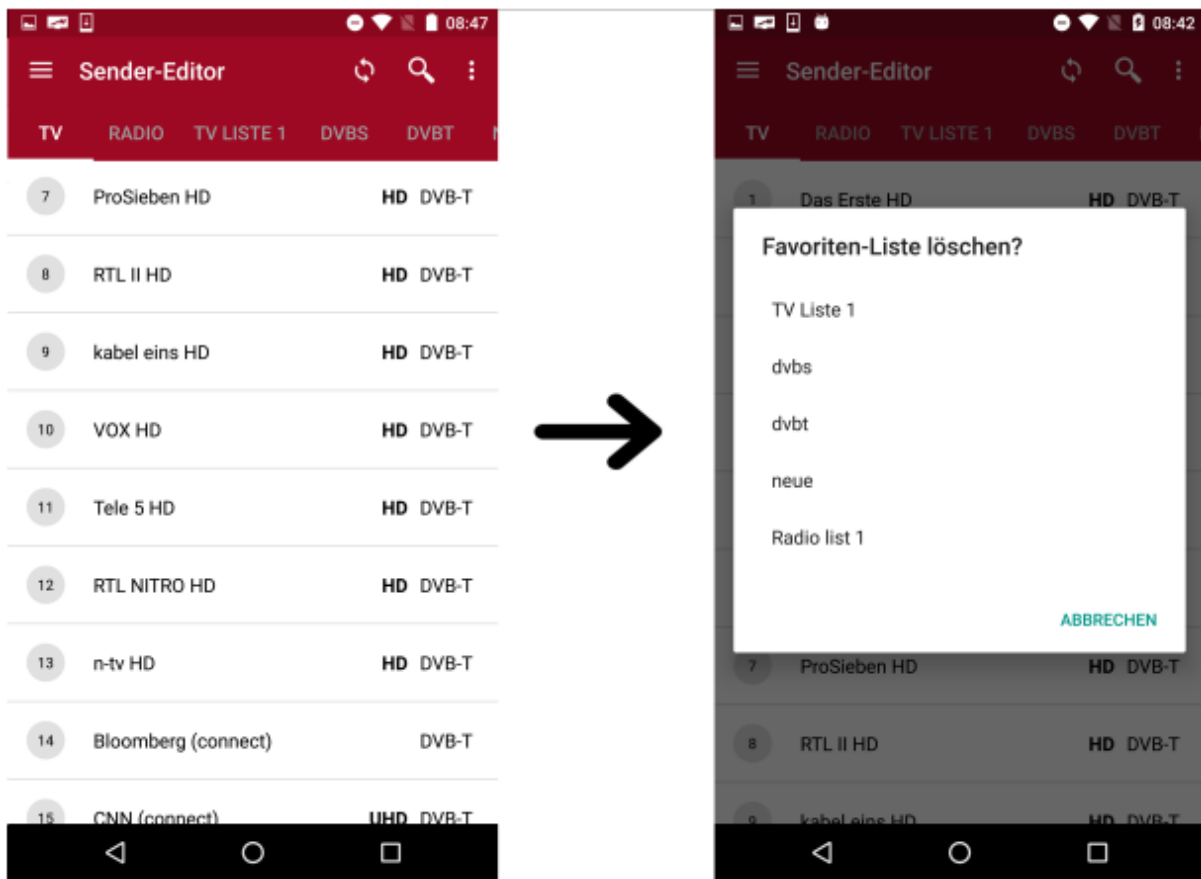 08:47
Sender-Editor
TV RADIO TV LISTE 1 DVBS DVBT
7 ProSieben HD HD DVB-T
8 RTL II HD HD DVB-T
9 kabel eins HD HD DVB-T
10 VOX HD HD DVB-T
11 Tele 5 HD HD DVB-T
12 RTL NITRO HD HD DVB-T
13 n-tv HD HD DVB-T
14 Bloomberg (connect) DVB-T
15 CNN (connect) UHD DVB-T
08:42
Sender-Editor
TV RADIO TV LISTE 1 DVBS DVBT
1 Das Erste HD HD DVB-T
Favoriten-Liste löschen?
TV Liste 1
dvbs
dvbt
neue
Radio list 1
ABBRECHEN
7 ProSieben HD HD DVB-T
8 RTL II HD HD DVB-T
9 kabel eins HD HD DVB-T